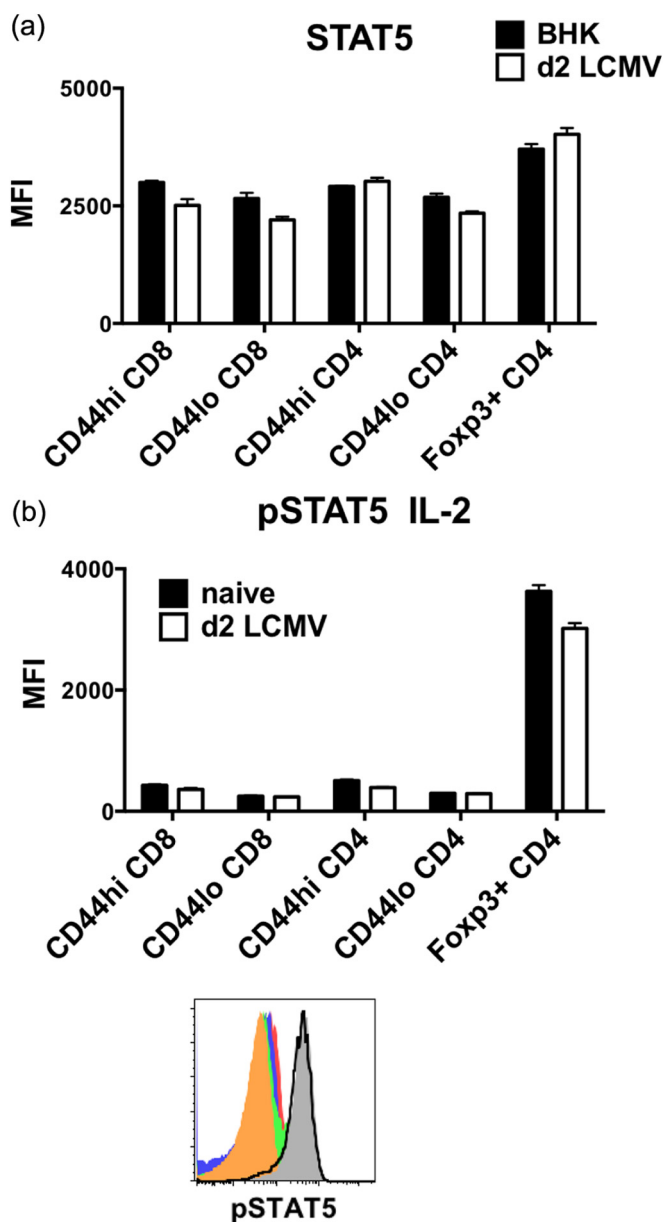 (a)
STAT5
BHK
d2 LCMV
5000
2500
0
MFI
CD44hi CD8
CD44lo CD8
CD44hi CD4
CD44lo CD4
Foxp3+ CD4
(b)
pSTAT5 IL-2
naive
d2 LCMV
4000
2000
0
MFI
CD44hi CD8
CD44lo CD8
CD44hi CD4
CD44lo CD4
Foxp3+ CD4
pSTAT5